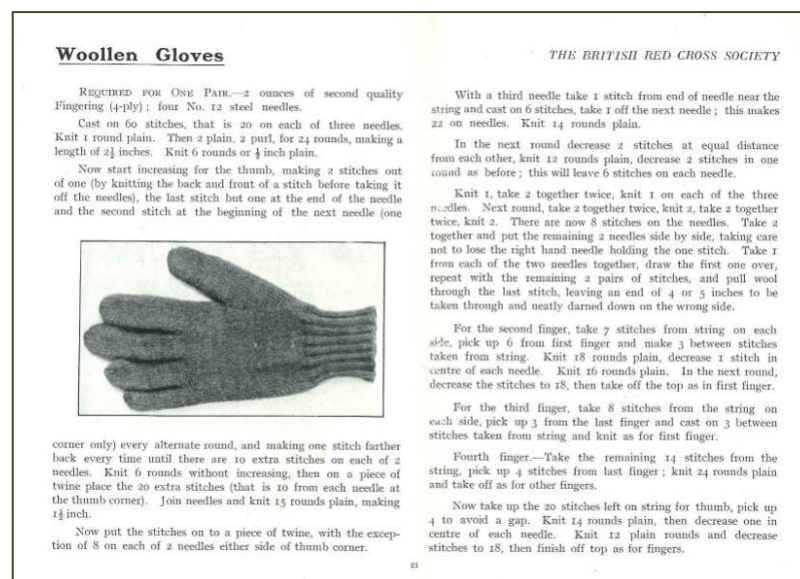 Woollen Gloves
REQUIRED FOR ONE PAIR.—2 ounces of second quality
Fingering (4-ply) ; four No. 12 steel needles.
Cast on 60 stitches, that is 20 on each of three needles.
Knit 1 round plain. Then 2 plain, 2 purl, for 24 rounds, making a
length of 2½ inches. Knit 6 rounds or ½ inch plain.
Now start increasing for the thumb, making 2 stitches out
of one (by knitting the back and front of a stitch before taking it
off the needles), the last stitch but one at the end of the needle
and the second stitch at the beginning of the next needle (one
corner only) every alternate round, and making one stitch farther
back every time until there are 10 extra stitches on each of 2
needles. Knit 6 rounds without increasing, then on a piece of
twine place the 20 extra stitches (that is 10 from each needle at
the thumb corner). Join needles and knit 15 rounds plain, making
1½ inch.
Now put the stitches on to a piece of twine, with the excep-
tion of 8 on each of 2 needles either side of thumb corner.
THE BRITISH RED CROSS SOCIETY
With a third needle take 1 stitch from end of needle near the
string and cast on 6 stitches, take 1 off the next needle ; this makes
22 on needles. Knit 14 rounds plain.
In the next round decrease 2 stitches at equal distance
from each other, knit 12 rounds plain, decrease 2 stitches in one
round as before ; this will leave 6 stitches on each needle.
Knit 1, take 2 together twice, knit 1 on each of the three
needles. Next round, take 2 together twice, knit 2, take 2 together
twice, knit 2. There are now 8 stitches on the needles. Take 2
together and put the remaining 2 needles side by side, taking care
not to lose the right hand needle holding the one stitch. Take 1
from each of the two needles together, draw the first one over,
repeat with the remaining 2 pairs of stitches, and pull wool
through the last stitch, leaving an end of 4 or 5 inches to be
taken through and neatly darned down on the wrong side.
For the second finger, take 7 stitches from string on each
side, pick up 6 from first finger and make 3 between stitches
taken from string. Knit 18 rounds plain, decrease 1 stitch in
centre of each needle. Knit 16 rounds plain. In the next round,
decrease the stitches to 18, then take off the top as in first finger.
For the third finger, take 8 stitches from the string on
each side, pick up 3 from the last finger and cast on 3 between
stitches taken from string and knit as for first finger.
Fourth finger.—Take the remaining 14 stitches from the
string, pick up 4 stitches from last finger ; knit 24 rounds plain
and take off as for other fingers.
Now take up the 20 stitches left on string for thumb, pick up
4 to avoid a gap. Knit 14 rounds plain, then decrease one in
centre of each needle. Knit 12 plain rounds and decrease
stitches to 18, then finish off top as for fingers.
21